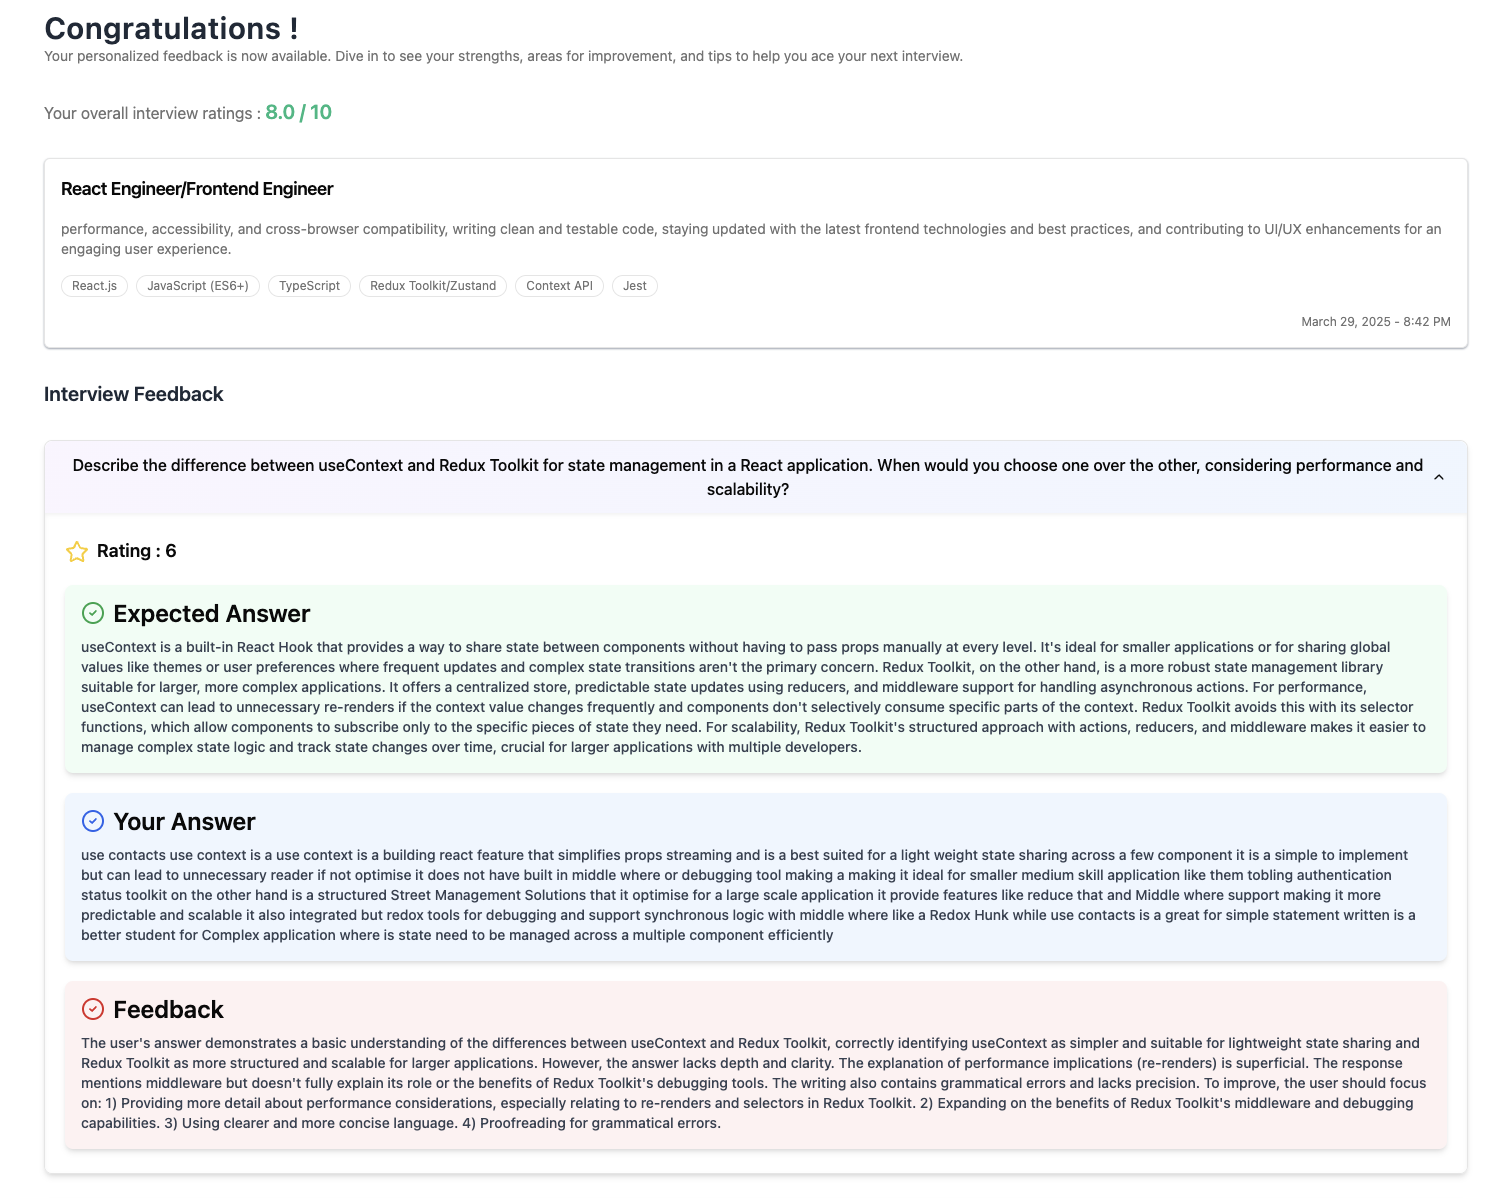 Congratulations !
Your personalized feedback is now available. Dive in to see your strengths, areas for improvement, and tips to help you ace your next interview.
Your overall interview ratings : 8.0 / 10
React Engineer/Frontend Engineer
performance, accessibility, and cross-browser compatibility, writing clean and testable code, staying updated with the latest frontend technologies and best practices, and contributing to UI/UX enhancements for an
engaging user experience.
React.js JavaScript (ES6+) TypeScript Redux Toolkit/Zustand Context API Jest
March 29, 2025 - 8:42 PM
Interview Feedback
Describe the difference between useContext and Redux Toolkit for state management in a React application. When would you choose one over the other, considering performance and
scalability?
Rating : 6
Expected Answer
useContext is a built-in React Hook that provides a way to share state between components without having to pass props manually at every level. It's ideal for smaller applications or for sharing global
values like themes or user preferences where frequent updates and complex state transitions aren't the primary concern. Redux Toolkit, on the other hand, is a more robust state management library
suitable for larger, more complex applications. It offers a centralized store, predictable state updates using reducers, and middleware support for handling asynchronous actions. For performance,
useContext can lead to unnecessary re-renders if the context value changes frequently and components don't selectively consume specific parts of the context. Redux Toolkit avoids this with its selector
functions, which allow components to subscribe only to the specific pieces of state they need. For scalability, Redux Toolkit's structured approach with actions, reducers, and middleware makes it easier to
manage complex state logic and track state changes over time, crucial for larger applications with multiple developers.
Your Answer
use contacts use context is a use context is a building react feature that simplifies props streaming and is a best suited for a light weight state sharing across a few component it is a simple to implement
but can lead to unnecessary reader if not optimise it does not have built in middle where or debugging tool making a making it ideal for smaller medium skill application like them tobling authentication
status toolkit on the other hand is a structured Street Management Solutions that it optimise for a large scale application it provide features like reduce that and Middle where support making it more
predictable and scalable it also integrated but redox tools for debugging and support synchronous logic with middle where like a Redox Hunk while use contacts is a great for simple statement written is a
better student for Complex application where is state need to be managed across a multiple component efficiently
Feedback
The user's answer demonstrates a basic understanding of the differences between useContext and Redux Toolkit, correctly identifying useContext as simpler and suitable for lightweight state sharing and
Redux Toolkit as more structured and scalable for larger applications. However, the answer lacks depth and clarity. The explanation of performance implications (re-renders) is superficial. The response
mentions middleware but doesn't fully explain its role or the benefits of Redux Toolkit's debugging tools. The writing also contains grammatical errors and lacks precision. To improve, the user should focus
on: 1) Providing more detail about performance considerations, especially relating to re-renders and selectors in Redux Toolkit. 2) Expanding on the benefits of Redux Toolkit's middleware and debugging
capabilities. 3) Using clearer and more concise language. 4) Proofreading for grammatical errors.